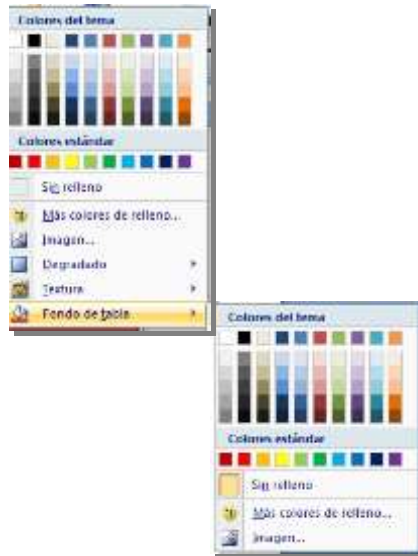 Colores del tema
Colores estándar
Sin relleno
Más colores de relleno...
Imagen...
Degradado
Textura
Fondo de tabla
Colores del tema
Colores estándar
Sin relleno
Más colores de relleno...
Imagen...